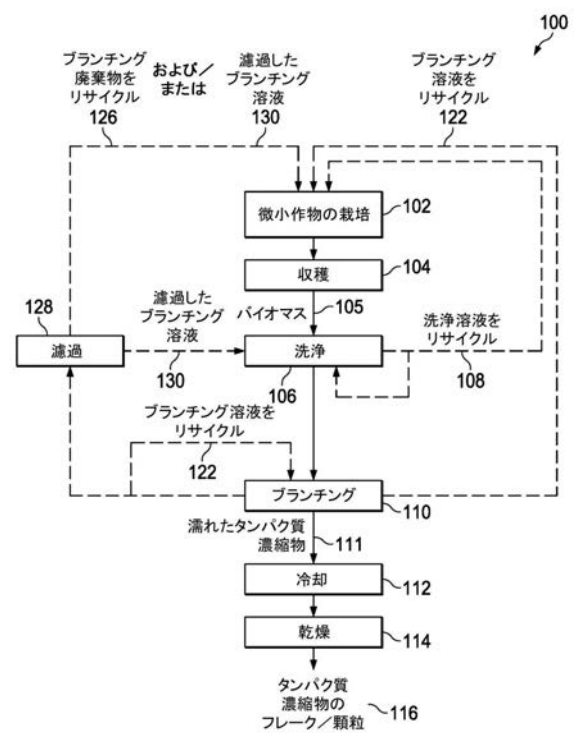 100
ブランチング
廃棄物を
リサイクル
126
および／
または
濾過した
ブランチング
溶液
130
ブランチング
溶液を
リサイクル
122
微小作物の栽培
102
収穫
104
バイオマス
105
128
濾過
濾過した
ブランチング
溶液
130
洗浄
106
洗浄溶液を
リサイクル
108
ブランチング溶液を
リサイクル
122
ブランチング
110
濡れたタンパク質
濃縮物
111
冷却
112
乾燥
114
タンパク質
濃縮物の
フレーク／顆粒
116